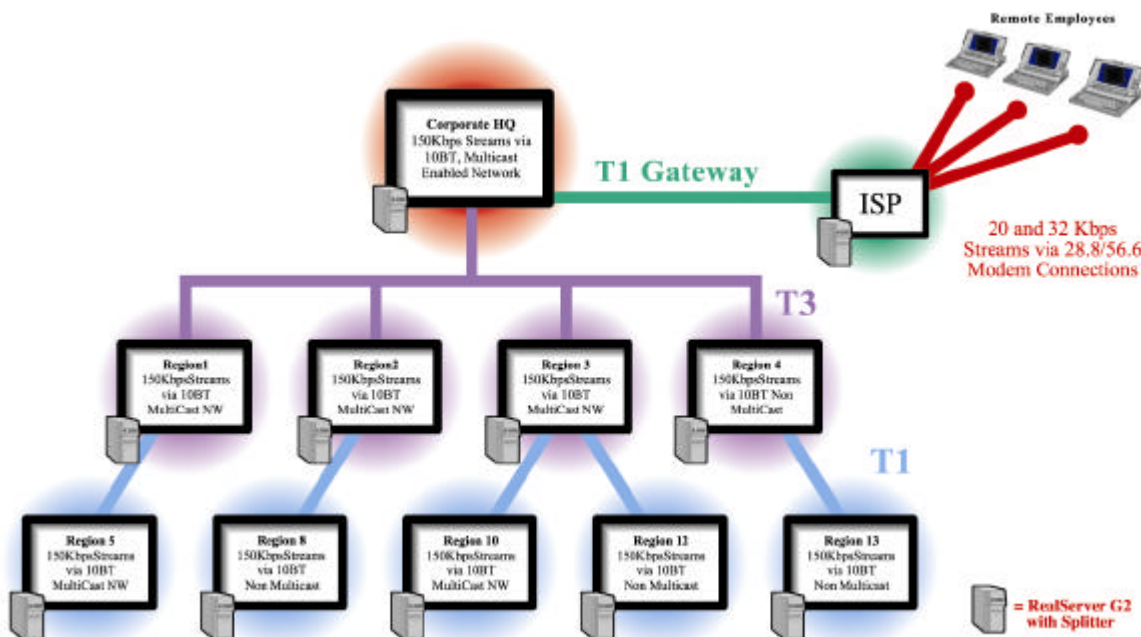 Remote Employees
Corporate HQ
150Kbps Streams via
10BT, Multicast
Enabled Network
T1 Gateway
ISP
20 and 32 Kbps
Streams via 28.8/56.6
Modem Connections
T3
Region1
150KbpsStreams
via 10BT
MultiCast NW
Region2
150KbpsStreams
via 10BT
MultiCast NW
Region 3
150KbpsStreams
via 10BT
MultiCast NW
Region 4
150KbpsStreams
via 10BT Non
MultiCast
T1
Region 5
150KbpsStreams
via 10BT
MultiCast NW
Region 8
150KbpsStreams
via 10BT
Non Multicast
Region 10
150KbpsStreams
via 10BT
MultiCast NW
Region 12
150KbpsStreams
via 10BT
Non Multicast
Region 13
150KbpsStreams
via 10BT
Non Multicast
= RealServer G2
with Splitter